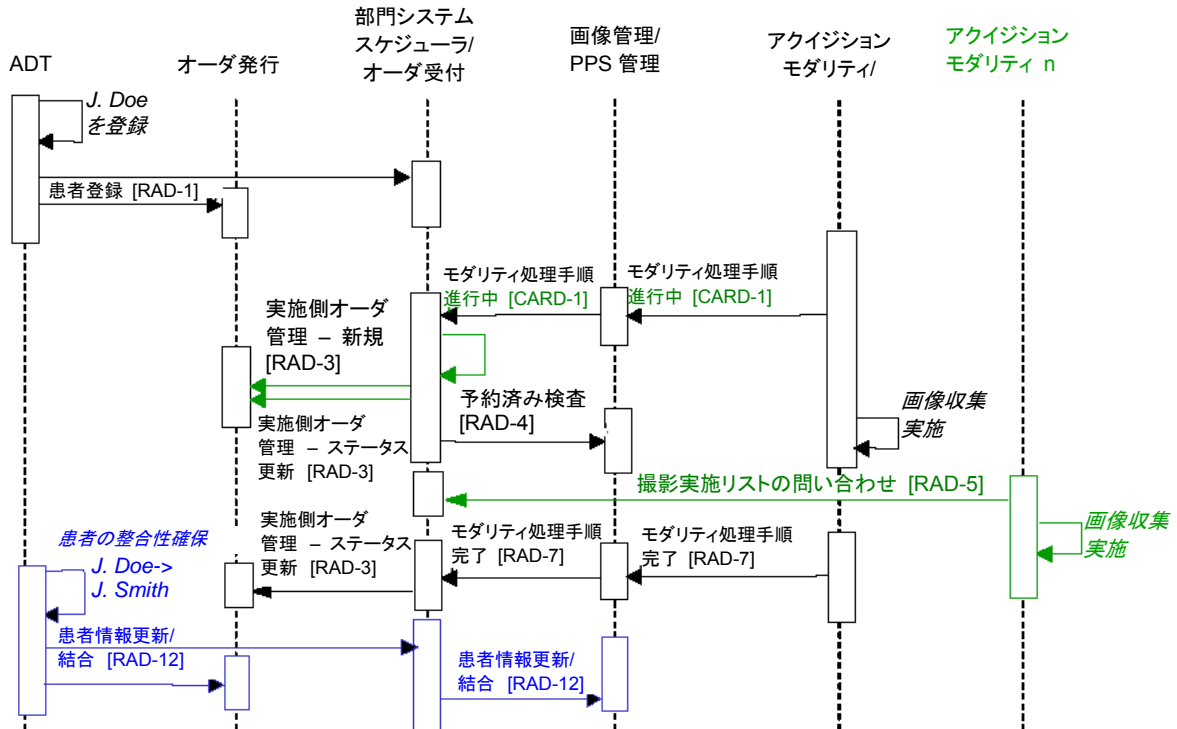 ADT
オーダ発行
部門システム
スケジューラ/
オーダ受付
画像管理/
PPS 管理
アクイジション
モダリティ/
アクイジション
モダリティ n
J. Doe
を登録
患者登録 [RAD-1]
モダリティ処理手順
進行中 [CARD-1]
モダリティ処理手順
進行中 [CARD-1]
実施側オーダ
管理 – 新規
[RAD-3]
予約済み検査
[RAD-4]
画像収集
実施
実施側オーダ
管理 – ステータス
更新 [RAD-3]
撮影実施リストの問い合わせ [RAD-5]
画像収集
実施
実施側オーダ
管理 – ステータス
更新 [RAD-3]
モダリティ処理手順
完了 [RAD-7]
モダリティ処理手順
完了 [RAD-7]
患者の整合性確保
J. Doe->
J. Smith
患者情報更新/
結合 [RAD-12]
患者情報更新/
結合 [RAD-12]